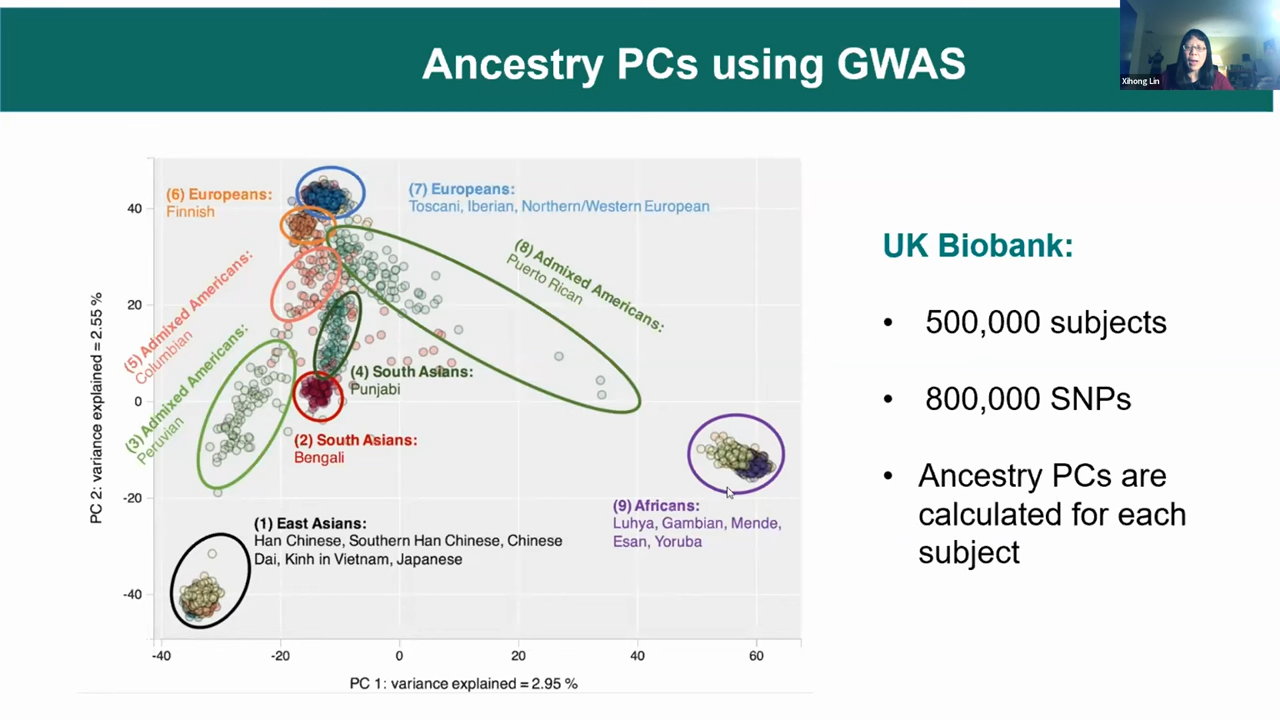 Ancestry PCs using GWAS
Xihong Lin
(6) Europeans:
Finnish
(7) Europeans:
Toscani, Iberian, Northern/Western European
(8) Admixed Americans:
Puerto Rican
(5) Admixed Americans:
Columbian
(3) Admixed Americans:
Peruvian
(4) South Asians:
Punjabi
(2) South Asians:
Bengali
(9) Africans:
Luhya, Gambian, Mende,
Esan, Yoruba
(1) East Asians:
Han Chinese, Southern Han Chinese, Chinese
Dai, Kinh in Vietnam, Japanese
PC 2: variance explained = 2.55 %
40
20
0
-20
-40
-40
-20
0
20
40
60
PC 1: variance explained = 2.95 %
UK Biobank:
• 500,000 subjects
• 800,000 SNPs
• Ancestry PCs are
calculated for each
subject